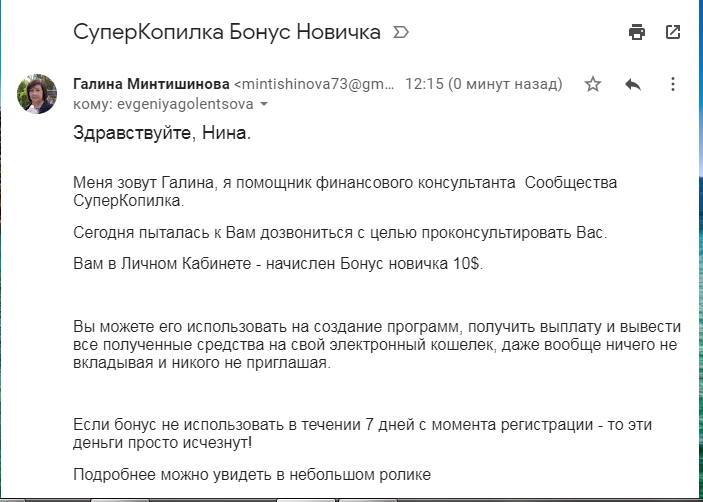 СуперКопилка Бонус Новичка
Галина Минтишинова <mintishinova73@gm... 12:15 (0 минут назад)
кому: evgeniyagolentsova
Здравствуйте, Нина.
Меня зовут Галина, я помощник финансового консультанта Сообщества
СуперКопилка.
Сегодня пыталась к Вам дозвониться с целью проконсультировать Вас.
Вам в Личном Кабинете - начислен Бонус новичка 10$.
Вы можете его использовать на создание программ, получить выплату и вывести
все полученные средства на свой электронный кошелек, даже вообще ничего не
вкладывая и никого не приглашая.
Если бонус не использовать в течении 7 дней с момента регистрации - то эти
деньги просто исчезнут!
Подробнее можно увидеть в небольшом ролике